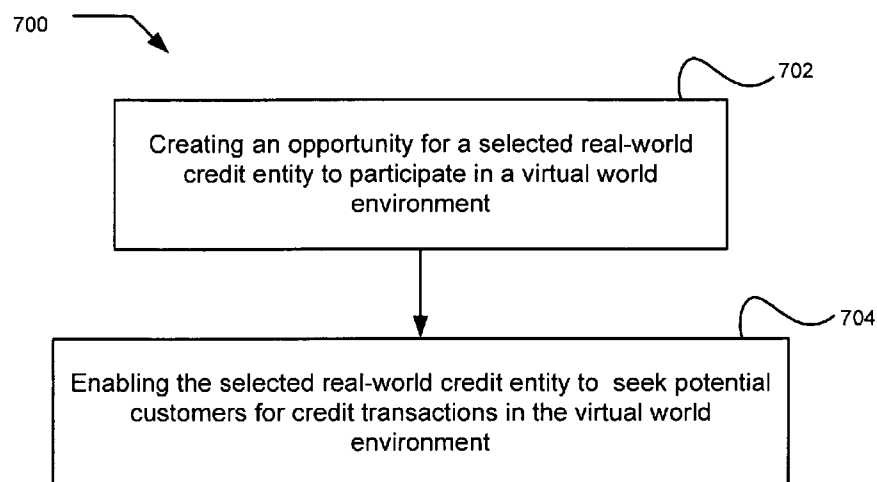 700
702
Creating an opportunity for a selected real-world
credit entity to participate in a virtual world
environment
704
Enabling the selected real-world credit entity to seek potential
customers for credit transactions in the virtual world
environment